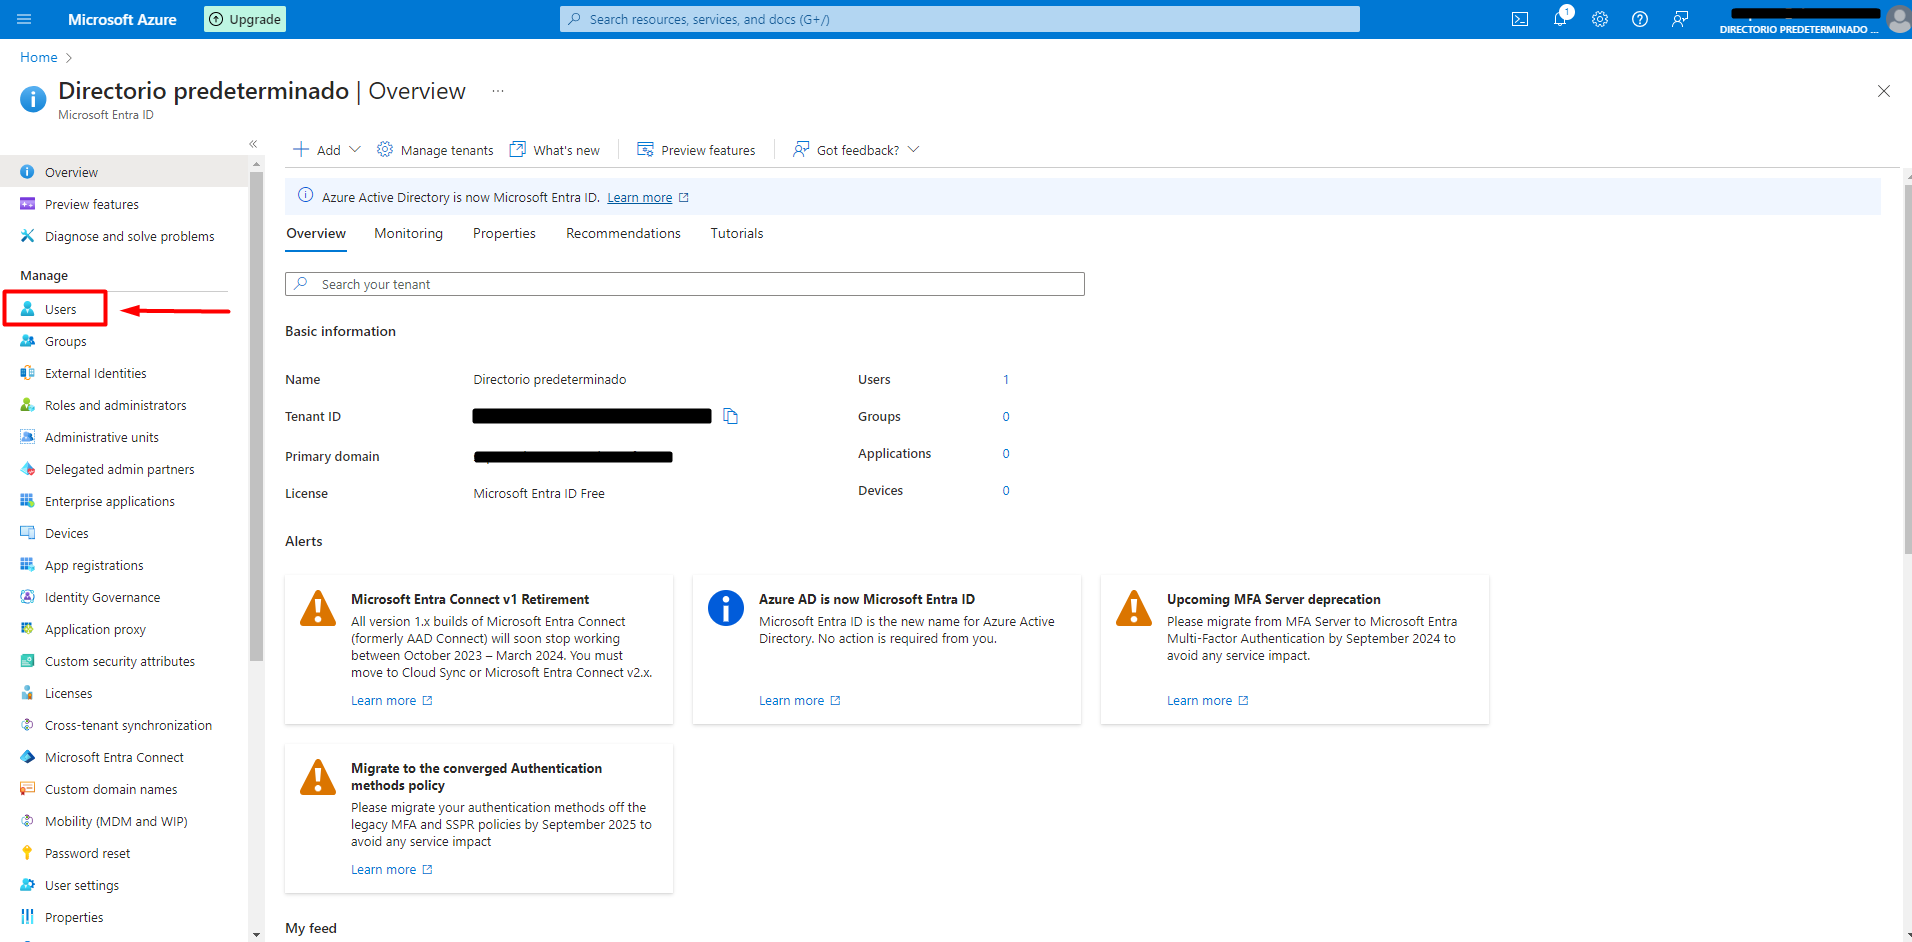 Microsoft Azure
Upgrade
Search resources, services, and docs (G+/)
1
DIRECTORIO PREDETERMINADO ...
Home
Directorio predeterminado | Overview ...
Microsoft Entra ID
Overview
Preview features
Diagnose and solve problems
Manage
Users
Groups
External Identities
Roles and administrators
Administrative units
Delegated admin partners
Enterprise applications
Devices
App registrations
Identity Governance
Application proxy
Custom security attributes
Licenses
Cross-tenant synchronization
Microsoft Entra Connect
Custom domain names
Mobility (MDM and WIP)
Password reset
User settings
Properties
Add
Manage tenants
What's new
Preview features
Got feedback?
Azure Active Directory is now Microsoft Entra ID. Learn more
Overview
Monitoring
Properties
Recommendations
Tutorials
Search your tenant
Basic information
Name
Directorio predeterminado
Users
1
Tenant ID
Groups
0
Primary domain
Applications
0
License
Microsoft Entra ID Free
Devices
0
Alerts
Microsoft Entra Connect v1 Retirement
All version 1.x builds of Microsoft Entra Connect
(formerly AAD Connect) will soon stop working
between October 2023 – March 2024. You must
move to Cloud Sync or Microsoft Entra Connect v2.x.
Learn more
Azure AD is now Microsoft Entra ID
Microsoft Entra ID is the new name for Azure Active
Directory. No action is required from you.
Learn more
Upcoming MFA Server deprecation
Please migrate from MFA Server to Microsoft Entra
Multi-Factor Authentication by September 2024 to
avoid any service impact.
Learn more
Migrate to the converged Authentication
methods policy
Please migrate your authentication methods off the
legacy MFA and SSPR policies by September 2025 to
avoid any service impact
Learn more
My feed